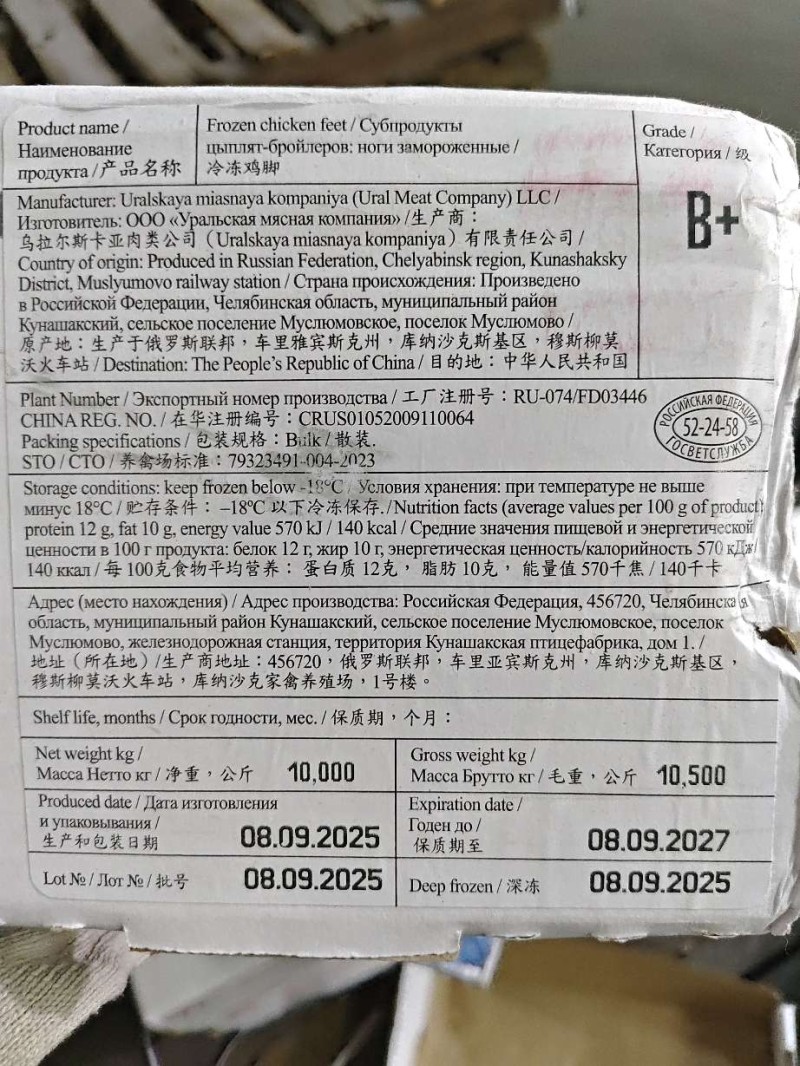 Product name /
Наименование
продукта / 产品名称
Frozen chicken feet / Субпродукты
цыплят-бройлеров: ноги замороженные /
冷冻鸡脚
Grade /
Категория / 级
B+
Manufacturer: Uralskaya miasnaya kompaniya (Ural Meat Company) LLC /
Изготовитель: ООО «Уральская мясная компания» / 生产商：
乌拉尔斯卡亚肉类公司（Uralskaya miasnaya kompaniya）有限责任公司 /
Country of origin: Produced in Russian Federation, Chelyabinsk region, Kunashaksky
District, Muslyumovo railway station / Страна происхождения: Произведено
в Российской Федерации, Челябинская область, муниципальный район
Кунашакский, сельское поселение Муслюмовское, поселок Муслюмово /
原产地：生产于俄罗斯联邦，车里雅宾斯克州，库纳沙克斯基区，穆斯柳莫
沃火车站 / Destination: The People's Republic of China / 目的地：中华人民共和国
Plant Number / Экспортный номер производства / 工厂注册号：RU-074/FD03446
CHINA REG. NO. / 在华注册编号：CRUS01052009110064
Packing specifications / 包装规格：Bulk / 散装.
STO / СТО / 养禽场标准：79323491-004-2023
РОССИЙСКАЯ ФЕДЕРАЦИЯ
52-24-58
ГОСВЕТСЛУЖБА
Storage conditions: keep frozen below -18°C / Условия хранения: при температуре не выше
минус 18°C / 贮存条件：-18°C 以下冷冻保存. / Nutrition facts (average values per 100 g of product)
protein 12 g, fat 10 g, energy value 570 kJ / 140 kcal / Средние значения пищевой и энергетической
ценности в 100 г продукта: белок 12 г, жир 10 г, энергетическая ценность/калорийность 570 кДж/
140 ккал / 每 100克食物平均营养：蛋白质 12克，脂肪 10克，能量值 570千焦 / 140千卡
Адрес (место нахождения) / Адрес производства: Российская Федерация, 456720, Челябинская
область, муниципальный район Кунашакский, сельское поселение Муслюмовское, поселок
Муслюмово, железнодорожная станция, территория Кунашакская птицефабрика, дом 1. /
地址（所在地）/生产商地址：456720，俄罗斯联邦，车里亚宾斯克州，库纳沙克斯基区，
穆斯柳莫沃火车站，库纳沙克家禽养殖场，1号楼。
Shelf life, months / Срок годности, мес. / 保质期，个月：
Net weight kg /
Масса Нетто кг / 净重，公斤 10,000
Gross weight kg /
Масса Брутто кг / 毛重，公斤 10,500
Produced date / Дата изготовления
и упаковывания /
生产和包装日期 08.09.2025
Expiration date /
Годен до /
保质期至 08.09.2027
Lot № / Лот № / 批号 08.09.2025
Deep frozen / 深冻 08.09.2025